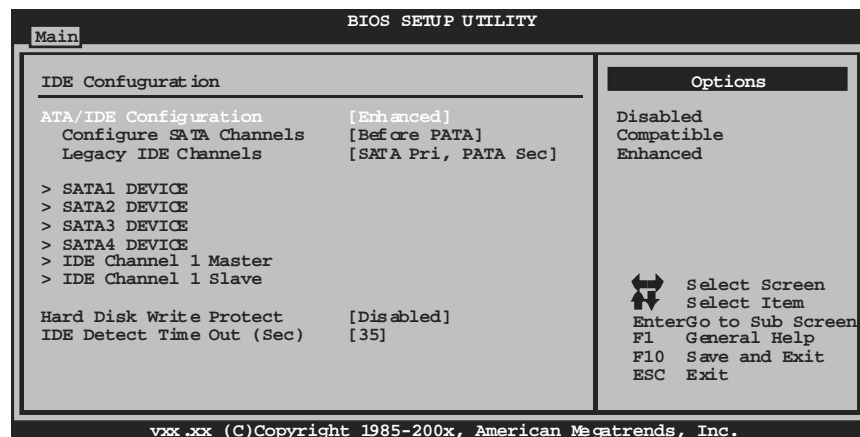 BIOS SETUP UTILITY
Main
IDE Confuguration
ATA/IDE Configuration [Enhanced]
Configure SATA Channels [Before PATA]
Legacy IDE Channels [SATA Pri, PATA Sec]
> SATA1 DEVICE
> SATA2 DEVICE
> SATA3 DEVICE
> SATA4 DEVICE
> IDE Channel 1 Master
> IDE Channel 1 Slave
Hard Disk Write Protect [Disabled]
IDE Detect Time Out (Sec) [35]
Options
Disabled
Compatible
Enhanced
Select Screen
Select Item
EnterGo to Sub Screen
F1 General Help
F10 Save and Exit
ESC Exit
vxx.xx (C)Copyright 1985-200x, American Megatrends, Inc.